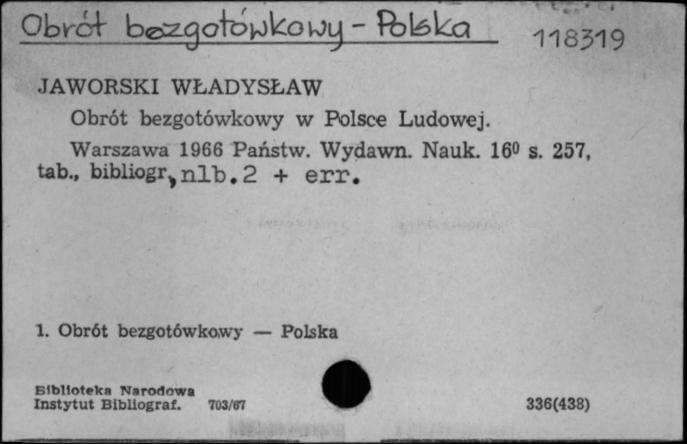 Obrót bezgotówkowy - Polska
118319
JAWORSKI WŁADYSŁAW
Obrót bezgotówkowy w Polsce Ludowej.
Warszawa 1966 Państw. Wydawn. Nauk. 16⁰ s. 257,
tab., bibliogr, nlb.2 + err.
1. Obrót bezgotówkowy — Polska
Biblioteka Narodowa
Instytut Bibliograf. 703/67
336(438)